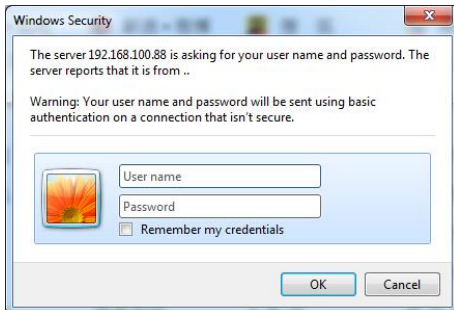 Windows Security
The server 192.168.100.88 is asking for your user name and password. The
server reports that it is from ..
Warning: Your user name and password will be sent using basic
authentication on a connection that isn't secure.
User name
Password
Remember my credentials
OK
Cancel